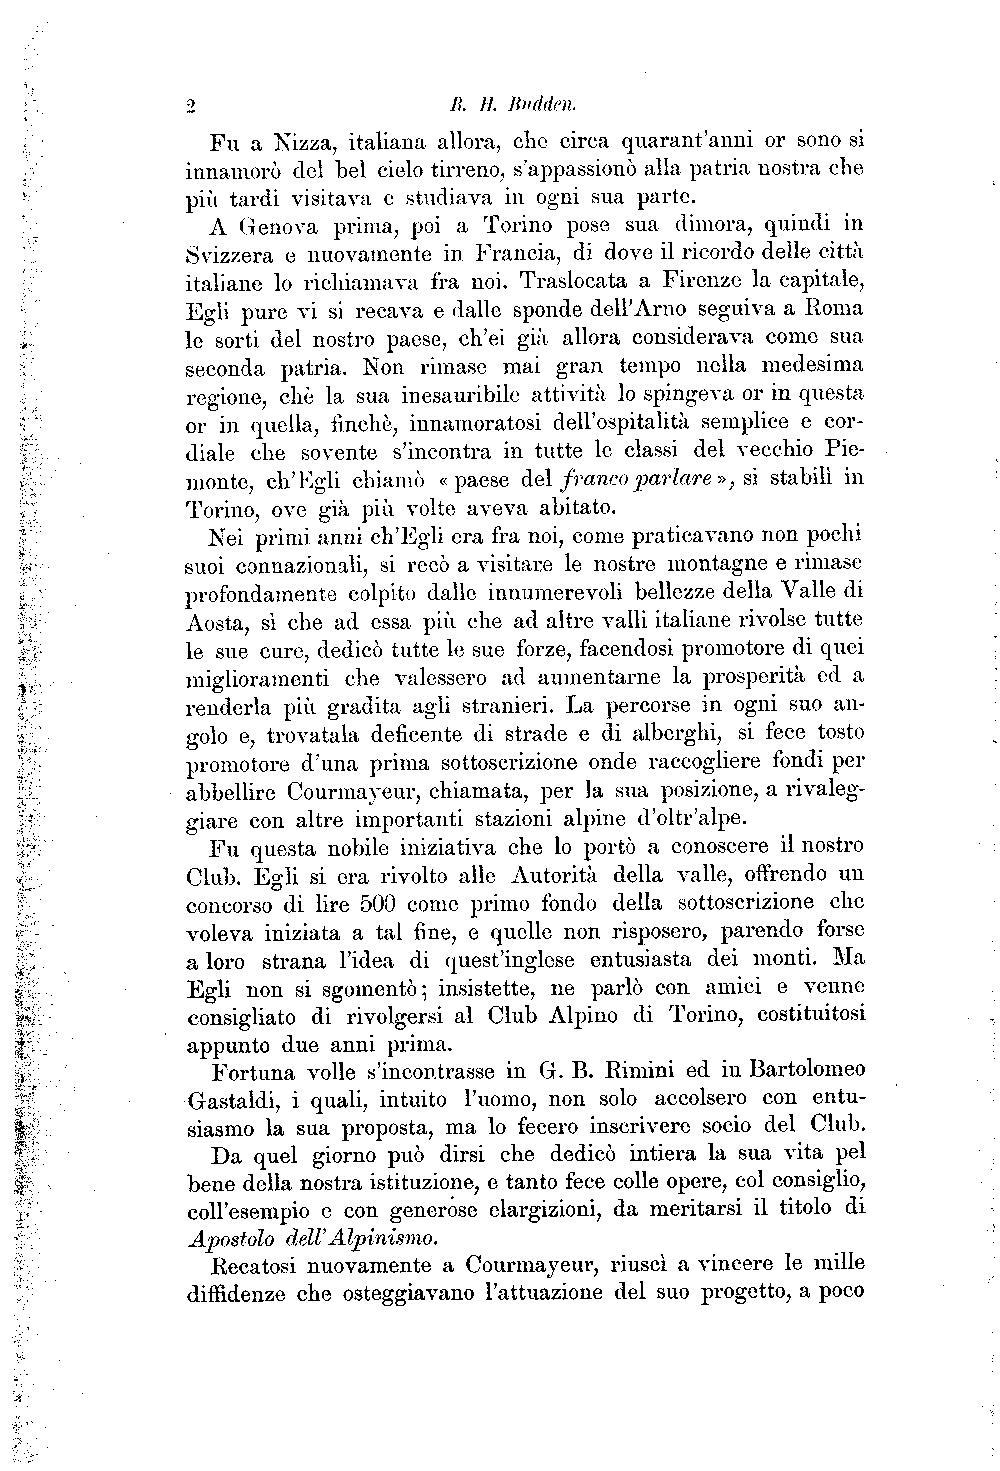 2 R. H. Budden.
Fu a Nizza, italiana allora, che circa quarant'anni or sono si
innamorò del bel cielo tirreno, s'appassionò alla patria nostra che
più tardi visitava e studiava in ogni sua parte.
A Genova prima, poi a Torino pose sua dimora, quindi in
Svizzera e nuovamente in Francia, di dove il ricordo delle città
italiane lo richiamava fra noi. Traslocata a Firenze la capitale,
Egli pure vi si recava e dalle sponde dell'Arno seguiva a Roma
le sorti del nostro paese, ch'ei già allora considerava come sua
seconda patria. Non rimase mai gran tempo nella medesima
regione, chè la sua inesauribile attività lo spingeva or in questa
or in quella, finchè, innamoratosi dell'ospitalità semplice e cor-
diale che sovente s'incontra in tutte le classi del vecchio Pie-
monte, ch'Egli chiamò « paese del franco parlare », si stabilì in
Torino, ove già più volte aveva abitato.
Nei primi anni ch'Egli era fra noi, come praticavano non pochi
suoi connazionali, si recò a visitare le nostre montagne e rimase
profondamente colpito dalle innumerevoli bellezze della Valle di
Aosta, sì che ad essa più che ad altre valli italiane rivolse tutte
le sue cure, dedicò tutte le sue forze, facendosi promotore di quei
miglioramenti che valessero ad aumentarne la prosperità ed a
renderla più gradita agli stranieri. La percorse in ogni suo an-
golo e, trovatala deficente di strade e di alberghi, si fece tosto
promotore d'una prima sottoscrizione onde raccogliere fondi per
abbellire Courmayeur, chiamata, per la sua posizione, a rivaleg-
giare con altre importanti stazioni alpine d'oltr'alpe.
Fu questa nobile iniziativa che lo portò a conoscere il nostro
Club. Egli si era rivolto alle Autorità della valle, offrendo un
concorso di lire 500 come primo fondo della sottoscrizione che
voleva iniziata a tal fine, e quelle non risposero, parendo forse
a loro strana l'idea di quest'inglese entusiasta dei monti. Ma
Egli non si sgomentò; insistette, ne parlò con amici e venne
consigliato di rivolgersi al Club Alpino di Torino, costituitosi
appunto due anni prima.
Fortuna volle s'incontrasse in G. B. Rimini ed in Bartolomeo
Gastaldi, i quali, intuito l'uomo, non solo accolsero con entu-
siasmo la sua proposta, ma lo fecero inscrivere socio del Club.
Da quel giorno può dirsi che dedicò intiera la sua vita pel
bene della nostra istituzione, e tanto fece colle opere, col consiglio,
coll'esempio e con generose elargizioni, da meritarsi il titolo di
Apostolo dell'Alpinismo.
Recatosi nuovamente a Courmayeur, riuscì a vincere le mille
diffidenze che osteggiavano l'attuazione del suo progetto, a poco